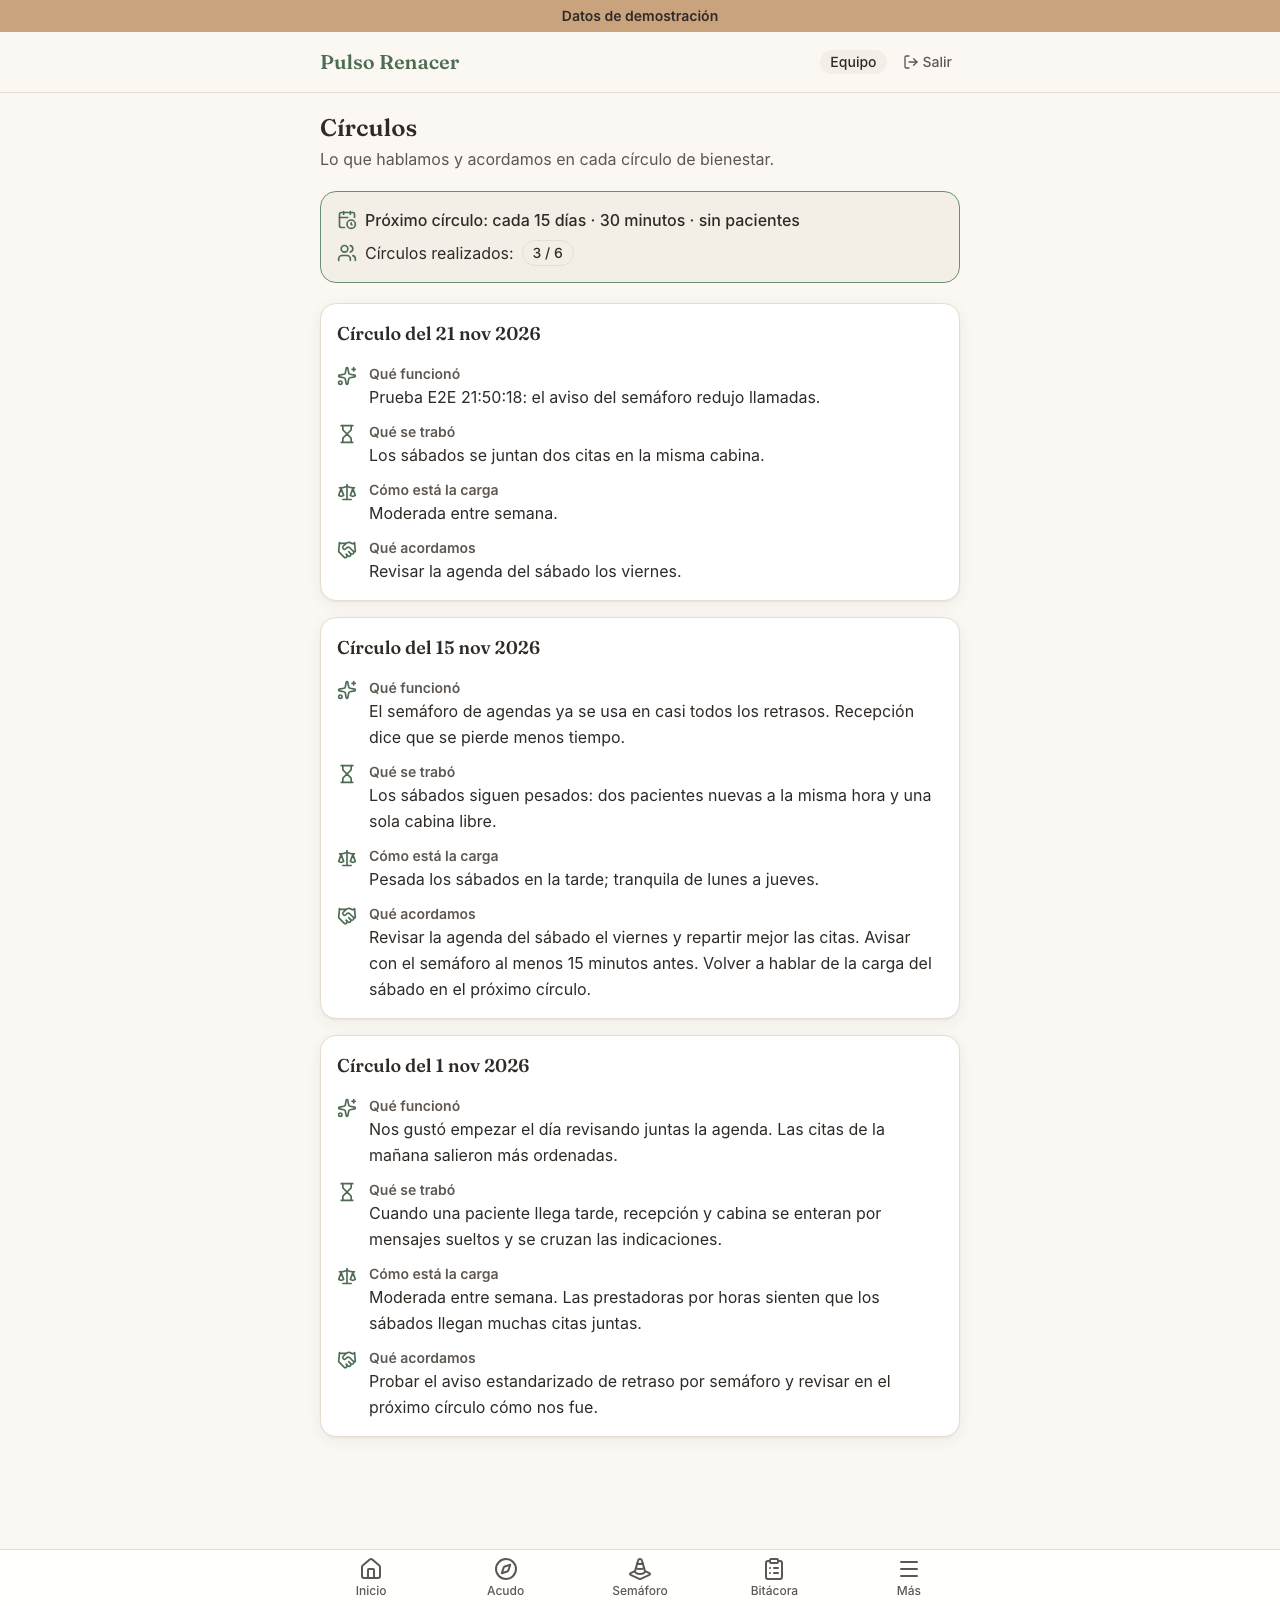 Datos de demostración
Pulso Renacer
Equipo
Salir
Círculos
Lo que hablamos y acordamos en cada círculo de bienestar.
Próximo círculo: cada 15 días · 30 minutos · sin pacientes
Círculos realizados: 3 / 6
Círculo del 21 nov 2026
Qué funcionó
Prueba E2E 21:50:18: el aviso del semáforo redujo llamadas.
Qué se trabó
Los sábados se juntan dos citas en la misma cabina.
Cómo está la carga
Moderada entre semana.
Qué acordamos
Revisar la agenda del sábado los viernes.
Círculo del 15 nov 2026
Qué funcionó
El semáforo de agendas ya se usa en casi todos los retrasos. Recepción
dice que se pierde menos tiempo.
Qué se trabó
Los sábados siguen pesados: dos pacientes nuevas a la misma hora y una
sola cabina libre.
Cómo está la carga
Pesada los sábados en la tarde; tranquila de lunes a jueves.
Qué acordamos
Revisar la agenda del sábado el viernes y repartir mejor las citas. Avisar
con el semáforo al menos 15 minutos antes. Volver a hablar de la carga del
sábado en el próximo círculo.
Círculo del 1 nov 2026
Qué funcionó
Nos gustó empezar el día revisando juntas la agenda. Las citas de la
mañana salieron más ordenadas.
Qué se trabó
Cuando una paciente llega tarde, recepción y cabina se enteran por
mensajes sueltos y se cruzan las indicaciones.
Cómo está la carga
Moderada entre semana. Las prestadoras por horas sienten que los
sábados llegan muchas citas juntas.
Qué acordamos
Probar el aviso estandarizado de retraso por semáforo y revisar en el
próximo círculo cómo nos fue.
Inicio
Acudo
Semáforo
Bitácora
Más